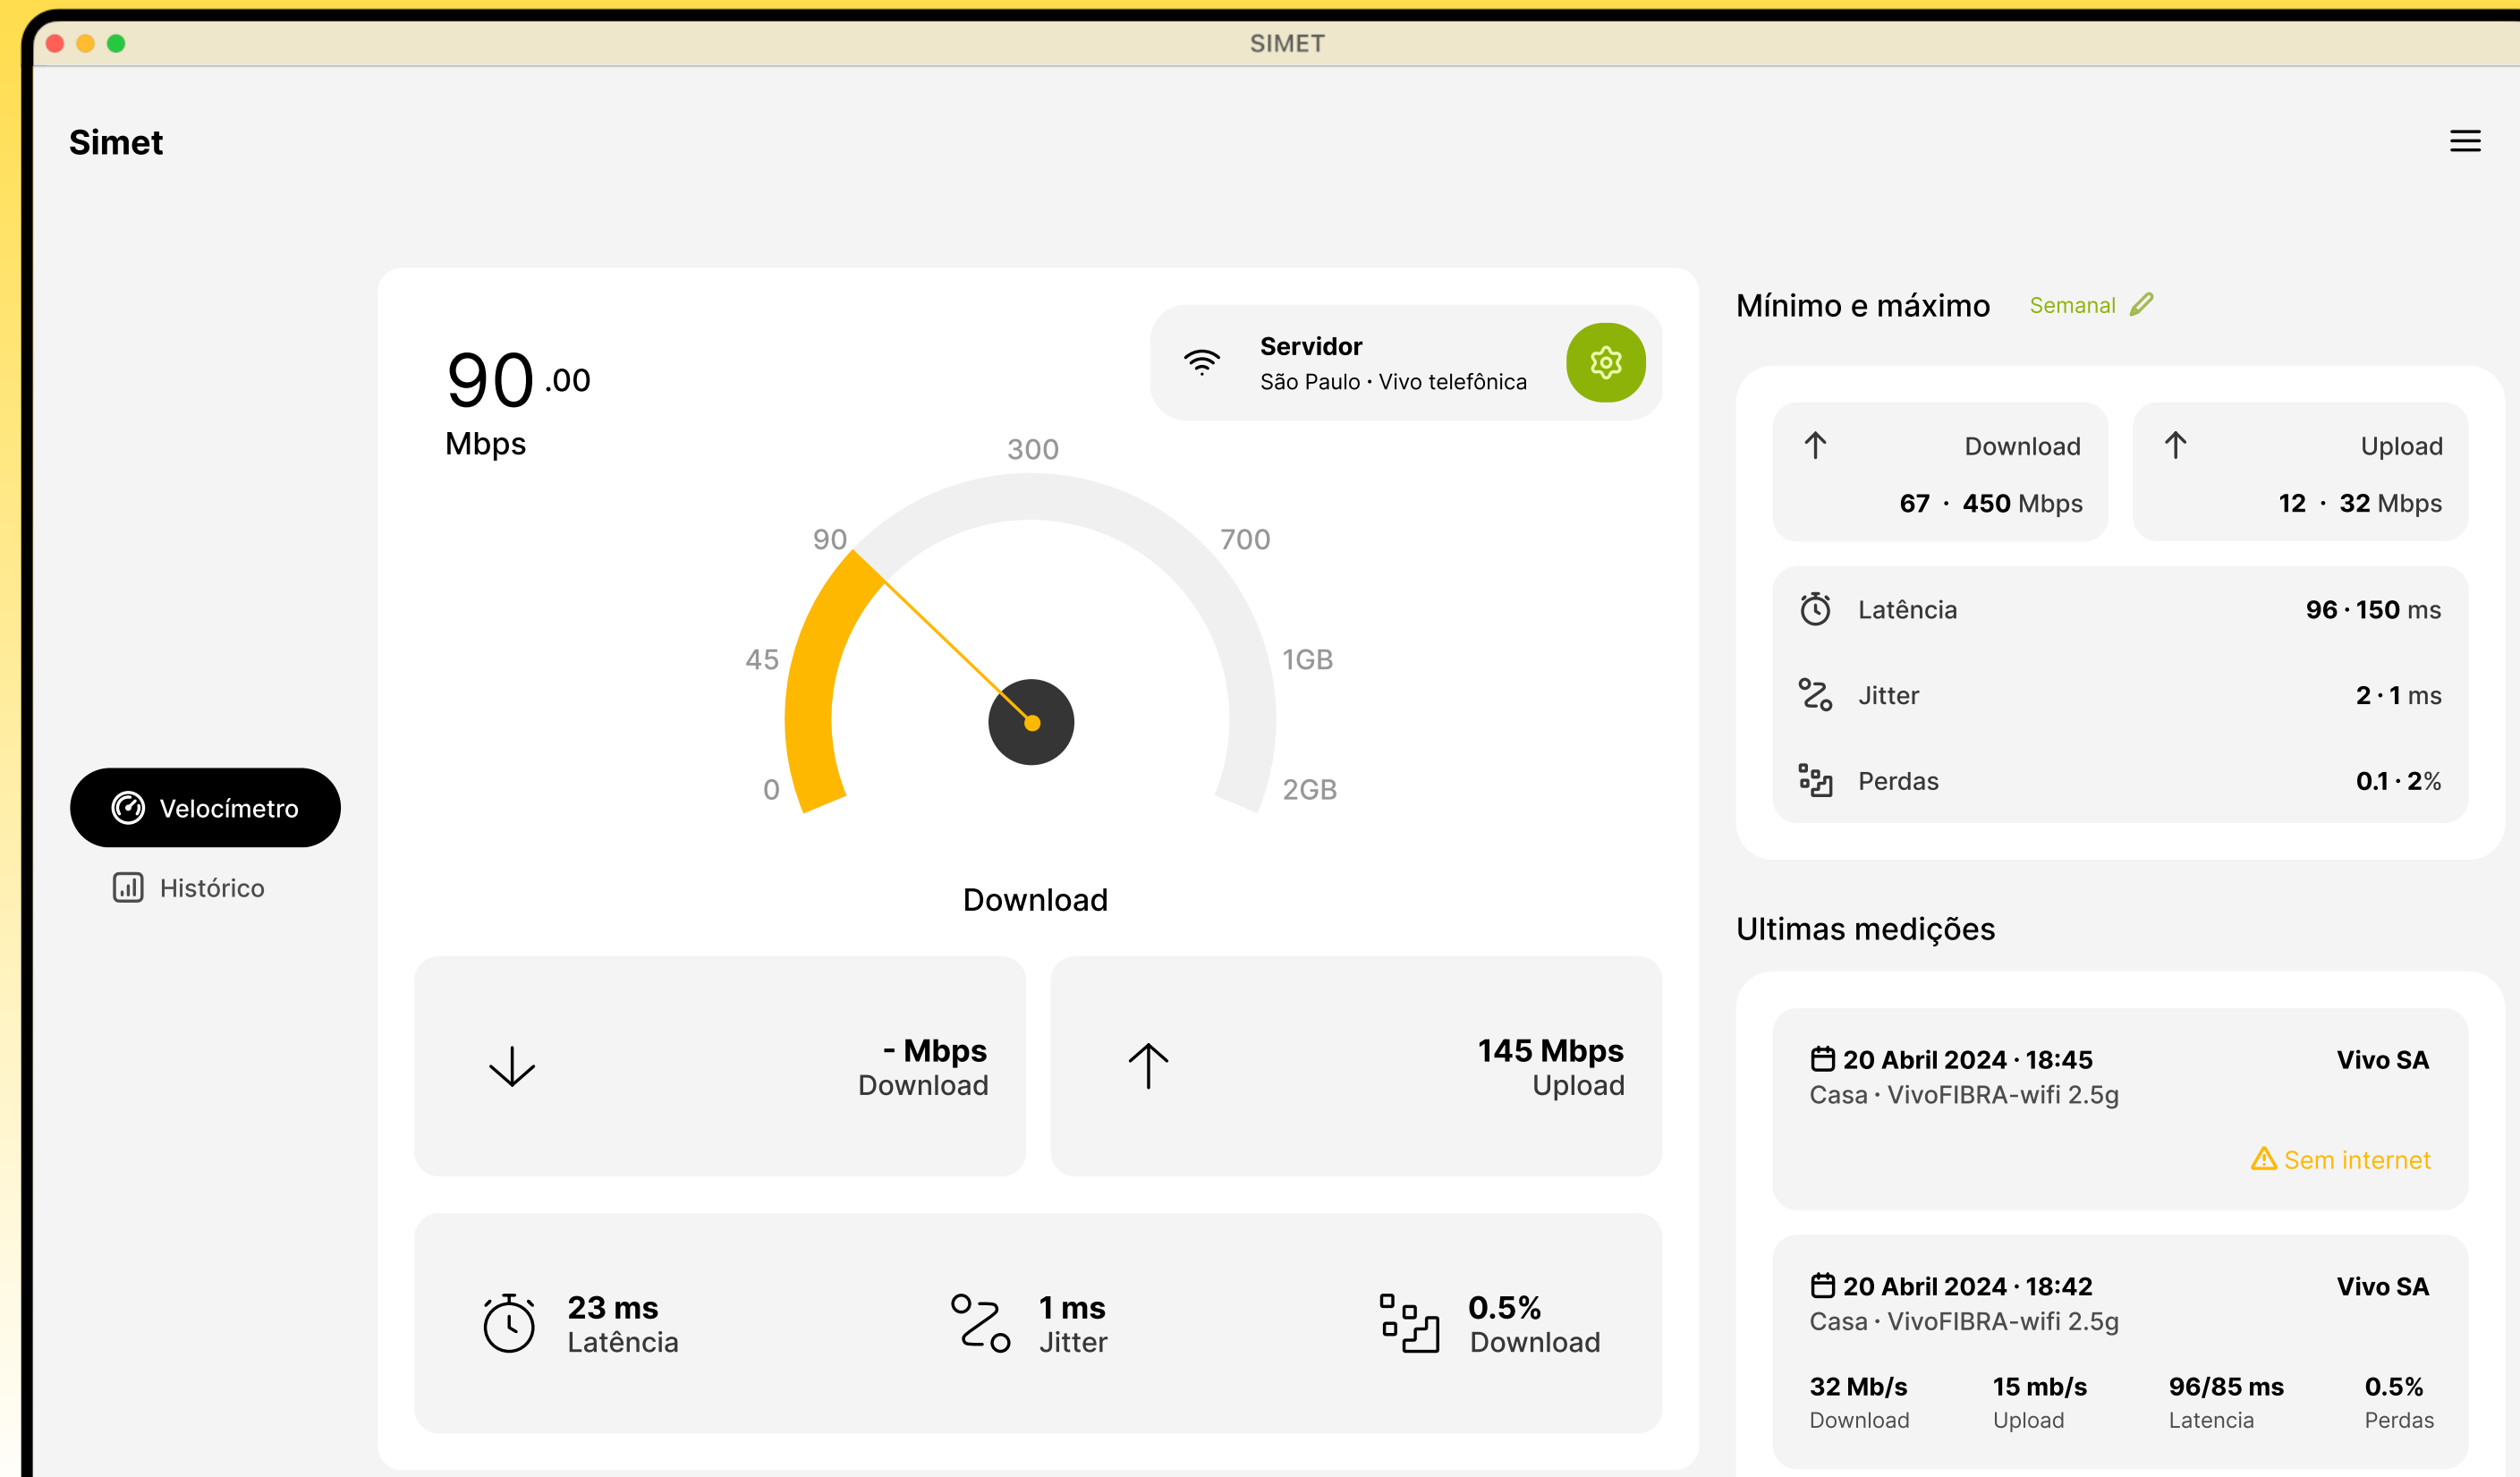 SIMET
Simet
Velocímetro
Histórico
90 .00
Mbps
Servidor
São Paulo · Vivo telefônica
0
45
90
300
700
1GB
2GB
Download
- Mbps
Download
145 Mbps
Upload
23 ms
Latência
1 ms
Jitter
0.5%
Download
Mínimo e máximo
Semanal
Download
67 · 450 Mbps
Upload
12 · 32 Mbps
Latência 96 · 150 ms
Jitter 2 · 1 ms
Perdas 0.1 · 2%
Ultimas medições
20 Abril 2024 · 18:45 Vivo SA
Casa · VivoFIBRA-wifi 2.5g
Sem internet
20 Abril 2024 · 18:42 Vivo SA
Casa · VivoFIBRA-wifi 2.5g
32 Mb/s 15 mb/s 96/85 ms 0.5%
Download Upload Latencia Perdas